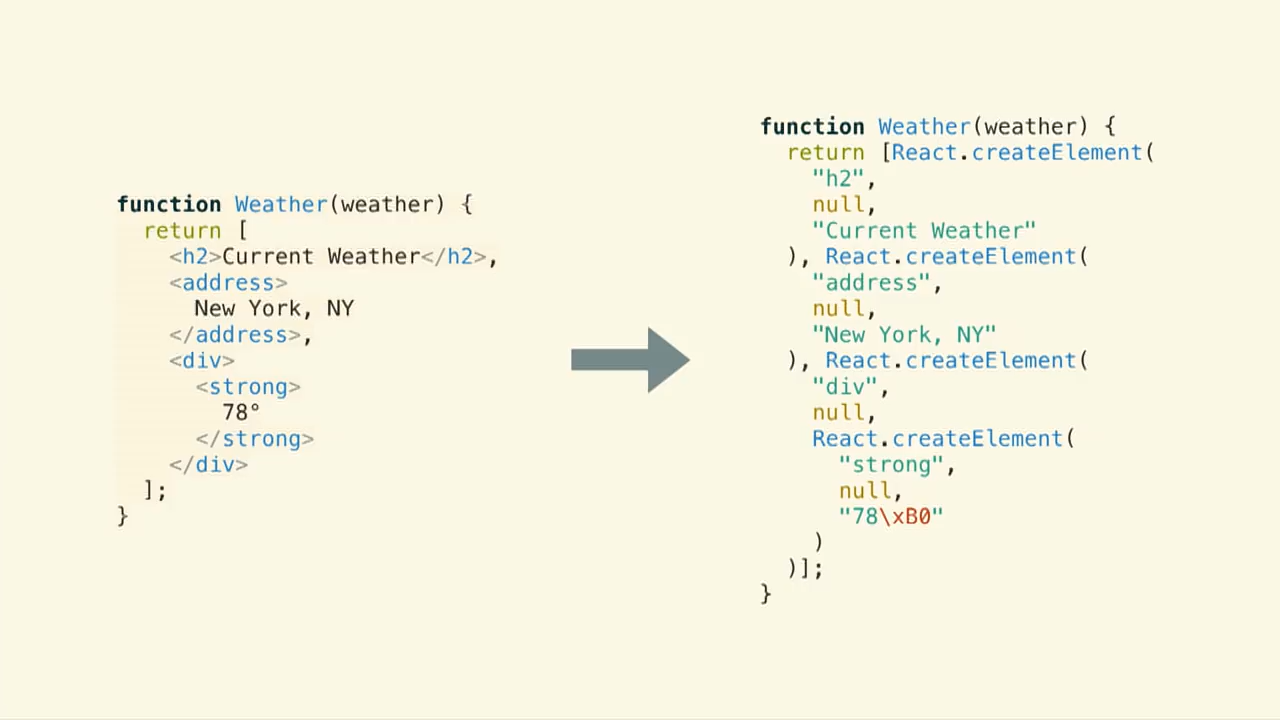 function Weather(weather) {
  return [
    <h2>Current Weather</h2>,
    <address>
      New York, NY
    </address>,
    <div>
      <strong>
        78°
      </strong>
    </div>
  ];
}
function Weather(weather) {
  return [React.createElement(
    "h2",
    null,
    "Current Weather"
  ), React.createElement(
    "address",
    null,
    "New York, NY"
  ), React.createElement(
    "div",
    null,
    React.createElement(
      "strong",
      null,
      "78\xB0"
    )
  )];
}